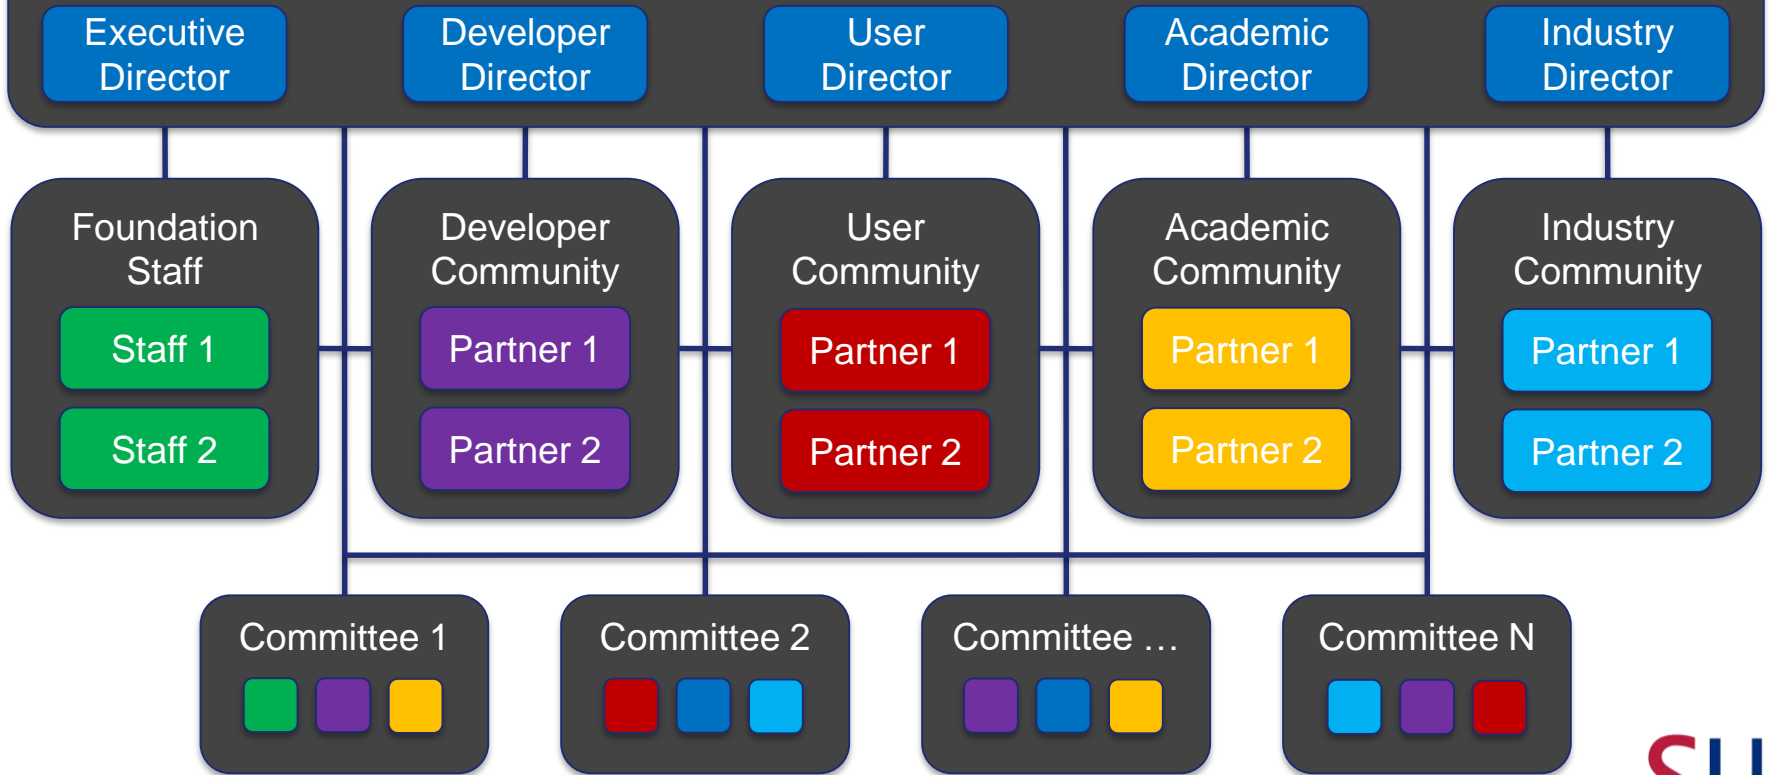 Executive
Director
Developer
Director
User
Director
Academic
Director
Industry
Director
Foundation
Staff
Staff 1
Staff 2
Developer
Community
Partner 1
Partner 2
User
Community
Partner 1
Partner 2
Academic
Community
Partner 1
Partner 2
Industry
Community
Partner 1
Partner 2
Committee 1
Committee 2
Committee …
Committee N